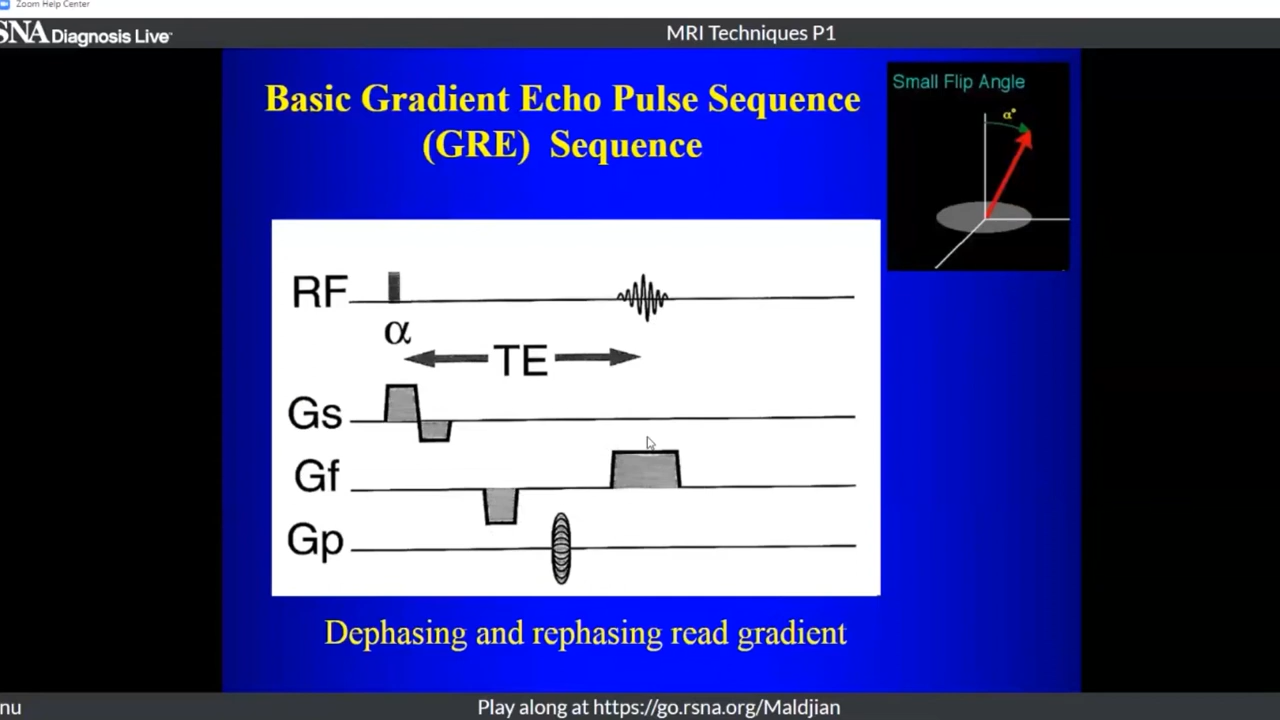 Zoom Help Center
SNA Diagnosis Live™
MRI Techniques P1
Basic Gradient Echo Pulse Sequence
(GRE) Sequence
Small Flip Angle
α°
RF
α
TE
Gs
Gf
Gp
Dephasing and rephasing read gradient
nu
Play along at https://go.rsna.org/Maldjian